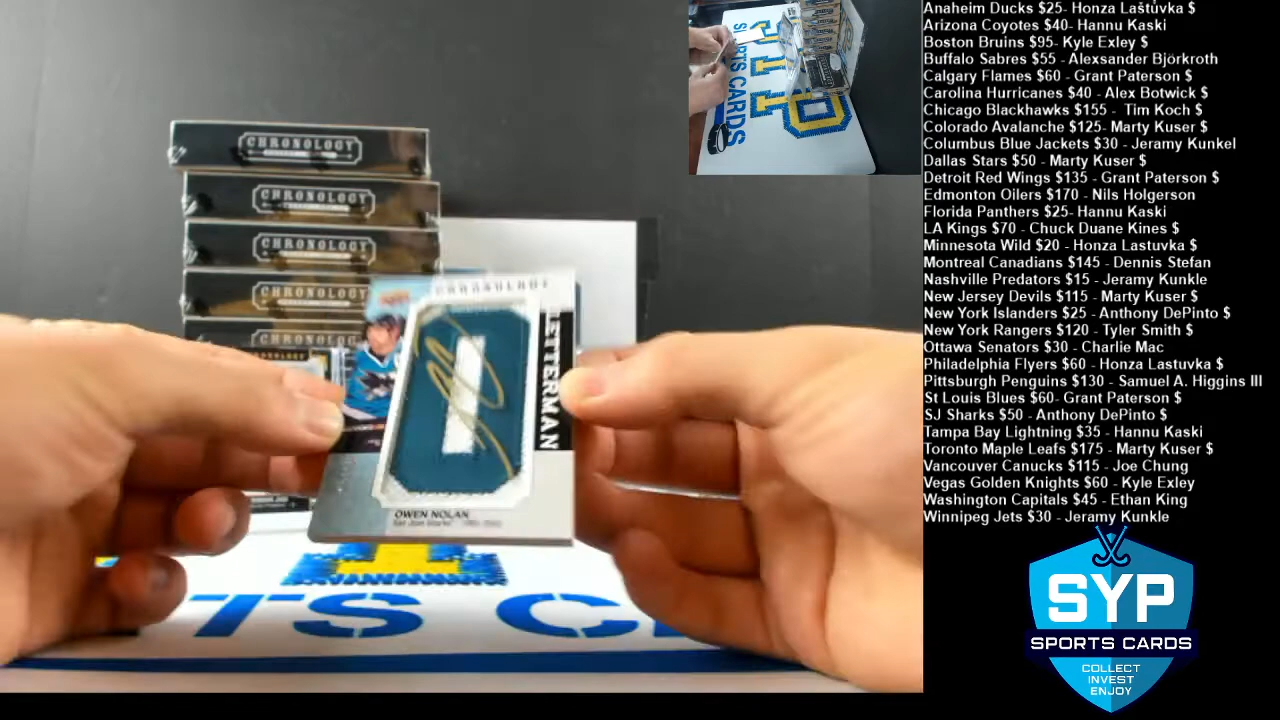 CHRONOLOGY
CHRONOLOGY
CHRONOLOGY
CHRONOLOGY
CHRONOLOGY
LETTERMAN
OWEN NOLAN
San Jose Sharks
TS C
SPORTS CARDS
Anaheim Ducks $25- Honza Laštůvka $
Arizona Coyotes $40- Hannu Kaski
Boston Bruins $95- Kyle Exley $
Buffalo Sabres $55 - Alexsander Björkroth
Calgary Flames $60 - Grant Paterson $
Carolina Hurricanes $40 - Alex Botwick $
Chicago Blackhawks $155 - Tim Koch $
Colorado Avalanche $125- Marty Kuser $
Columbus Blue Jackets $30 - Jeramy Kunkel
Dallas Stars $50 - Marty Kuser $
Detroit Red Wings $135 - Grant Paterson $
Edmonton Oilers $170 - Nils Holgerson
Florida Panthers $25- Hannu Kaski
LA Kings $70 - Chuck Duane Kines $
Minnesota Wild $20 - Honza Lastuvka $
Montreal Canadians $145 - Dennis Stefan
Nashville Predators $15 - Jeramy Kunkle
New Jersey Devils $115 - Marty Kuser $
New York Islanders $25 - Anthony DePinto $
New York Rangers $120 - Tyler Smith $
Ottawa Senators $30 - Charlie Mac
Philadelphia Flyers $60 - Honza Lastuvka $
Pittsburgh Penguins $130 - Samuel A. Higgins III
St Louis Blues $60- Grant Paterson $
SJ Sharks $50 - Anthony DePinto $
Tampa Bay Lightning $35 - Hannu Kaski
Toronto Maple Leafs $175 - Marty Kuser $
Vancouver Canucks $115 - Joe Chung
Vegas Golden Knights $60 - Kyle Exley
Washington Capitals $45 - Ethan King
Winnipeg Jets $30 - Jeramy Kunkle
SYP
SPORTS CARDS
COLLECT
INVEST
ENJOY